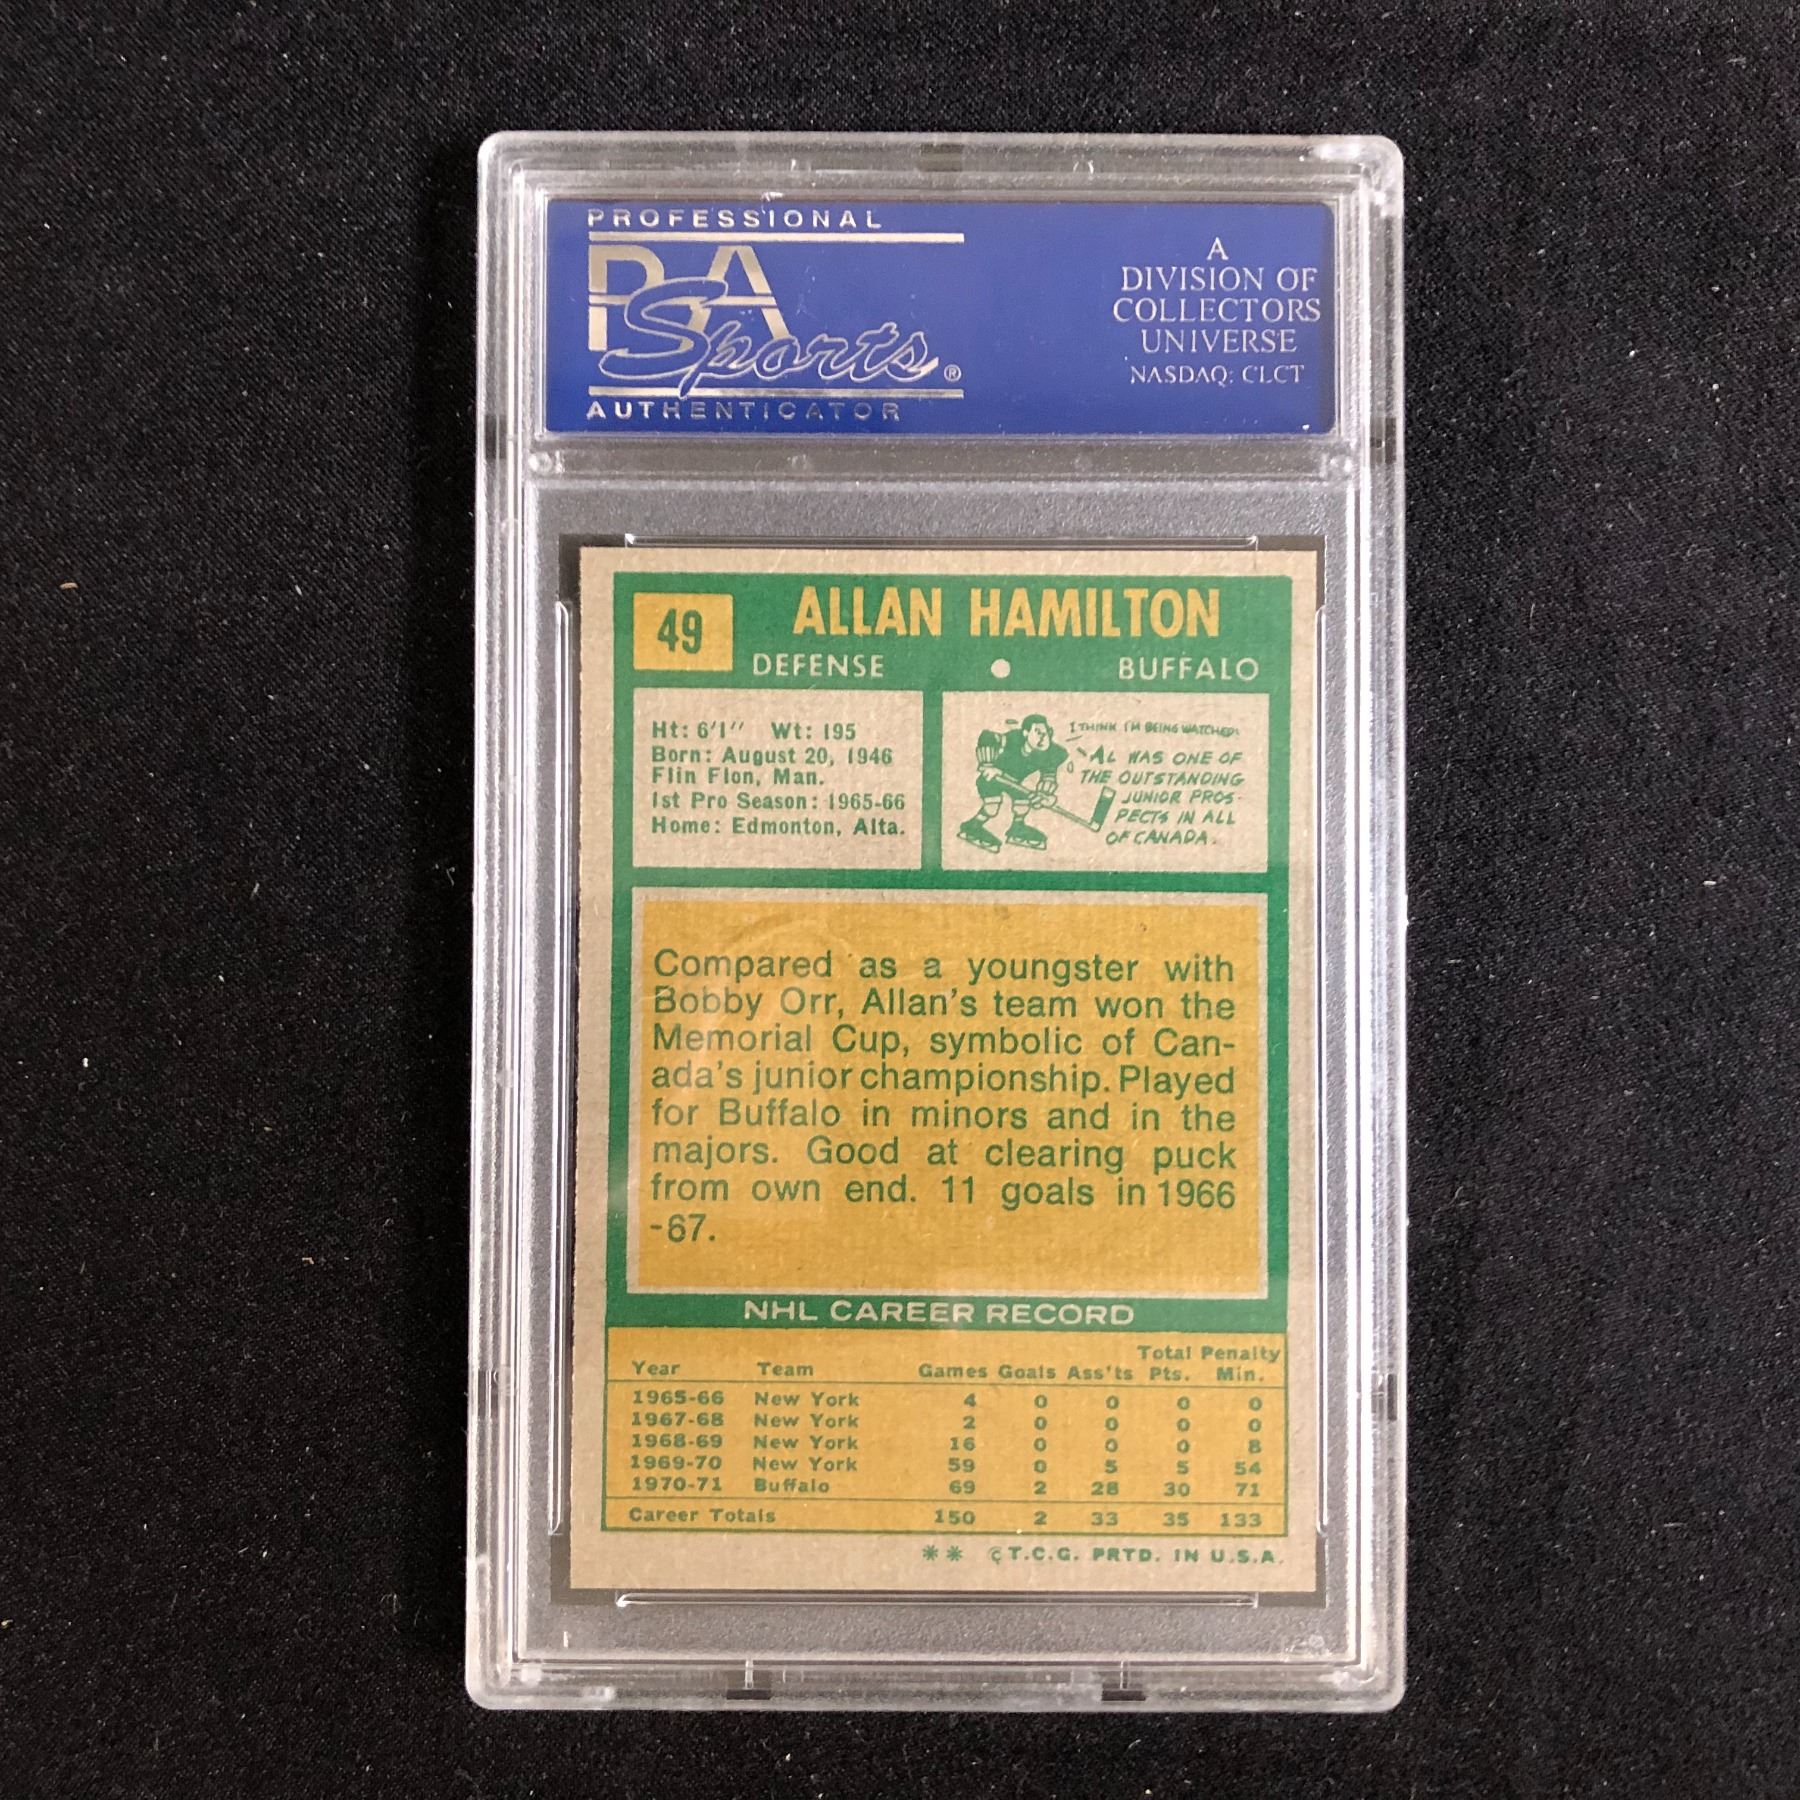 PROFESSIONAL
PSA
Sports®
AUTHENTICATOR
A
DIVISION OF
COLLECTORS
UNIVERSE
NASDAQ: CLCT
49
ALLAN HAMILTON
DEFENSE • BUFFALO
Ht: 6'1" Wt: 195
Born: August 20, 1946
Flin Flon, Man.
1st Pro Season: 1965-66
Home: Edmonton, Alta.
I THINK I'M BEING WATCHED!
AL WAS ONE OF
THE OUTSTANDING
JUNIOR PROS-
PECTS IN ALL
OF CANADA.
Compared as a youngster with
Bobby Orr, Allan's team won the
Memorial Cup, symbolic of Can-
ada's junior championship. Played
for Buffalo in minors and in the
majors. Good at clearing puck
from own end. 11 goals in 1966
-67.
NHL CAREER RECORD
Year Team Games Goals Ass'ts Total Pts. Penalty Min.
1965-66 New York 4 0 0 0 0
1967-68 New York 2 0 0 0 0
1968-69 New York 16 0 0 0 8
1969-70 New York 59 0 5 5 54
1970-71 Buffalo 69 2 28 30 71
Career Totals 150 2 33 35 133
** © T.C.G. PRTD. IN U.S.A.